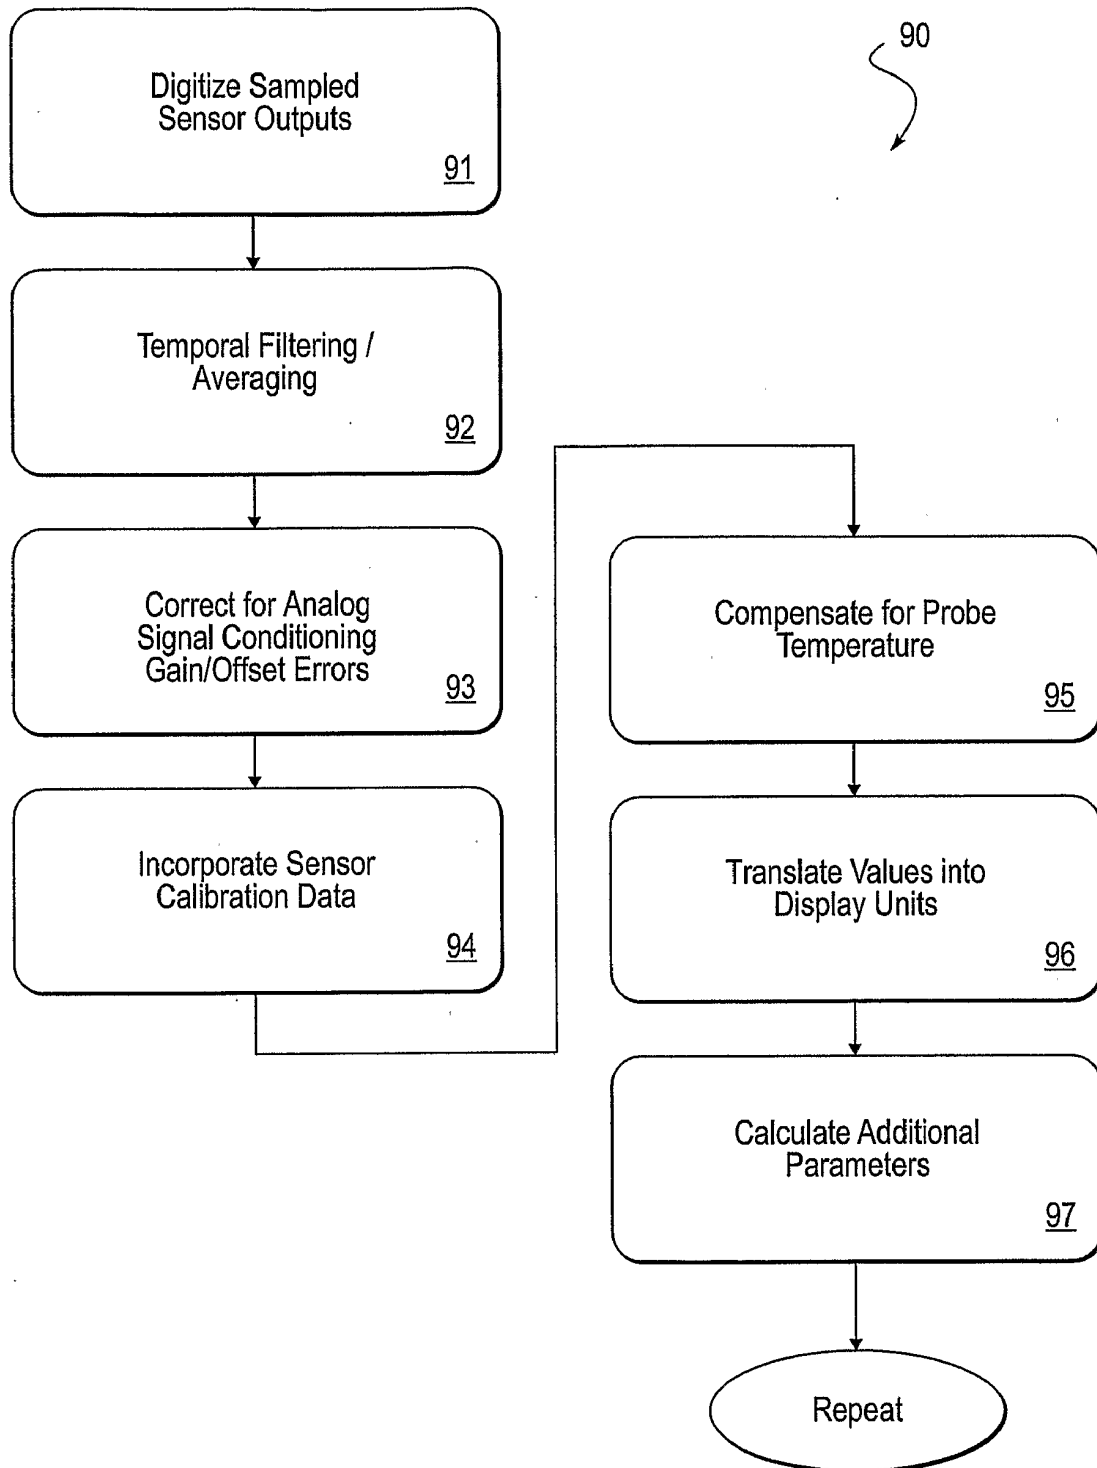 90
Digitize Sampled
Sensor Outputs
91
Temporal Filtering /
Averaging
92
Correct for Analog
Signal Conditioning
Gain/Offset Errors
93
Incorporate Sensor
Calibration Data
94
Compensate for Probe
Temperature
95
Translate Values into
Display Units
96
Calculate Additional
Parameters
97
Repeat